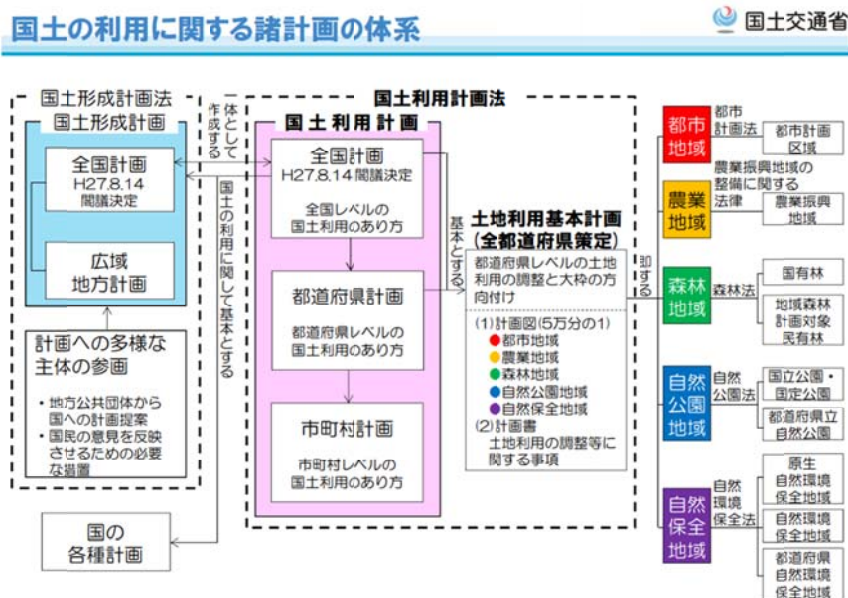 国土の利用に関する諸計画の体系
国土交通省
国土形成計画法
国土形成計画
全国計画
H27.8.14
閣議決定
広域
地方計画
計画への多様な
主体の参画
・地方公共団体から
国への計画提案
・国民の意見を反映
させるための必要
な措置
国の
各種計画
一体として
作成する
国土の利用に関して基本とする
国土利用計画法
国土利用計画
全国計画
H27.8.14閣議決定
全国レベルの
国土利用のあり方
都道府県計画
都道府県レベルの
国土利用のあり方
市町村計画
市町村レベルの
国土利用のあり方
基本とする
土地利用基本計画
(全都道府県策定)
都道府県レベルの土地
利用の調整と大枠の方
向付け
(1)計画図(5万分の1)
●都市地域
●農業地域
●森林地域
●自然公園地域
●自然保全地域
(2)計画書
土地利用の調整等に
関する事項
即する
都市
地域
都市
計画法
都市計画
区域
農業
地域
農業振興地域の
整備に関する
法律
農業振興
地域
森林
地域
森林法
国有林
地域森林
計画対象
民有林
自然
公園
地域
自然
公園法
国立公園・
国定公園
都道府県立
自然公園
自然
保全
地域
自然
環境
保全法
原生
自然環境
保全地域
自然環境
保全地域
都道府県
自然環境
保全地域